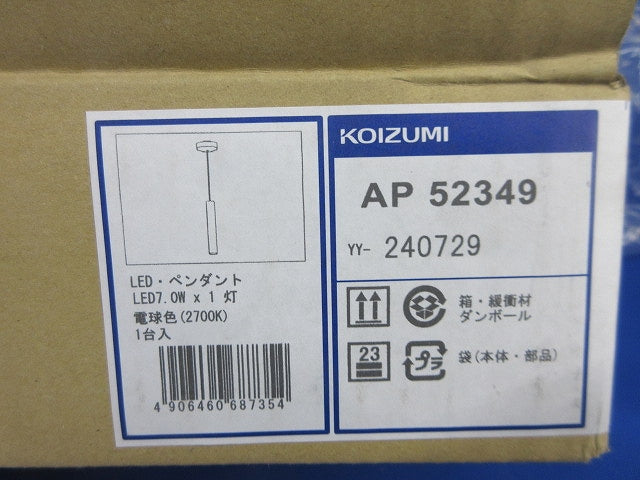 LED・ペンダント
LED7.0W x 1 灯
電球色(2700K)
1台入
4 906460 687354
KOIZUMI
AP 52349
YY- 240729
箱・緩衝材
ダンボール
23
プラ
袋(本体・部品)